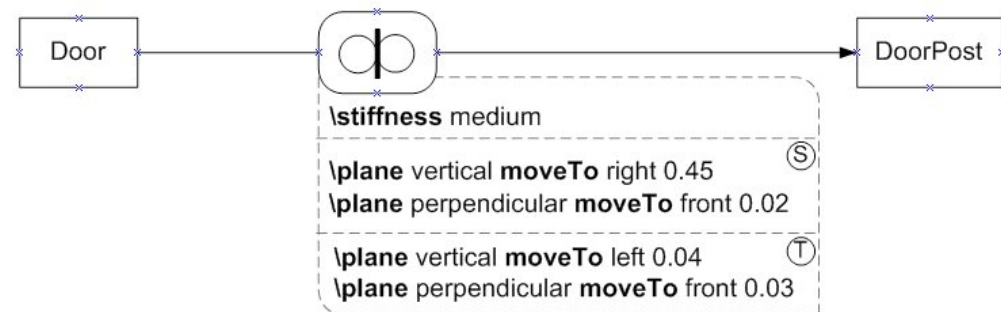 Door
DoorPost
\stiffness medium
S
\plane vertical moveTo right 0.45
\plane perpendicular moveTo front 0.02
T
\plane vertical moveTo left 0.04
\plane perpendicular moveTo front 0.03